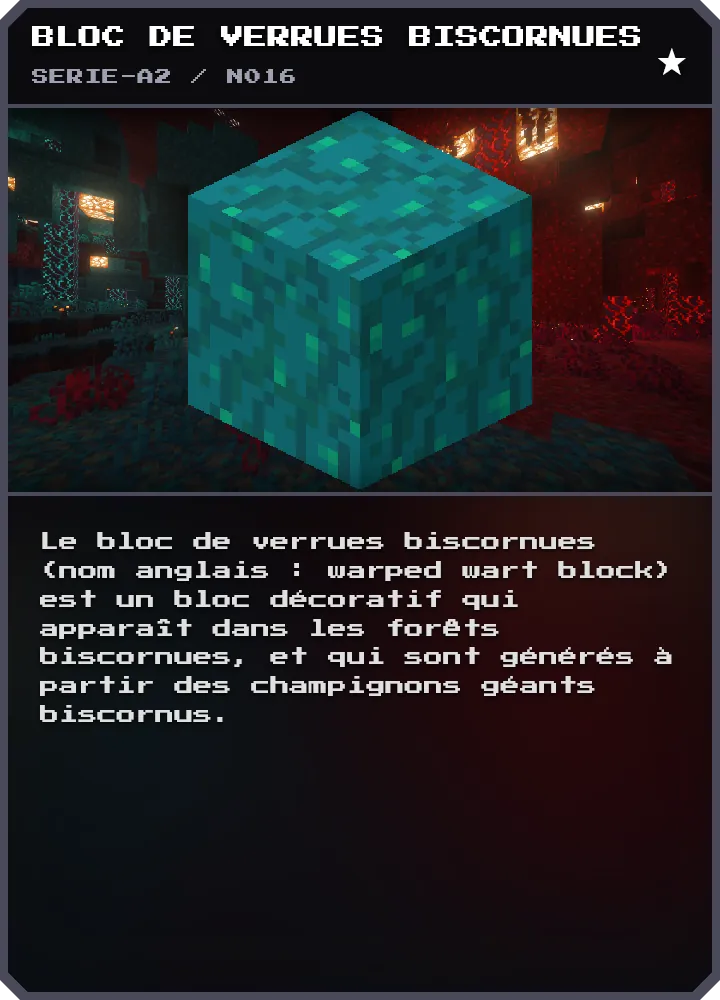 BLOC DE VERRUES BISCORNUES
SERIE-A2 / N016
Le bloc de verrues biscornues
(nom anglais : warped wart block)
est un bloc décoratif qui
apparaît dans les forêts
biscornues, et qui sont générés à
partir des champignons géants
biscornus.